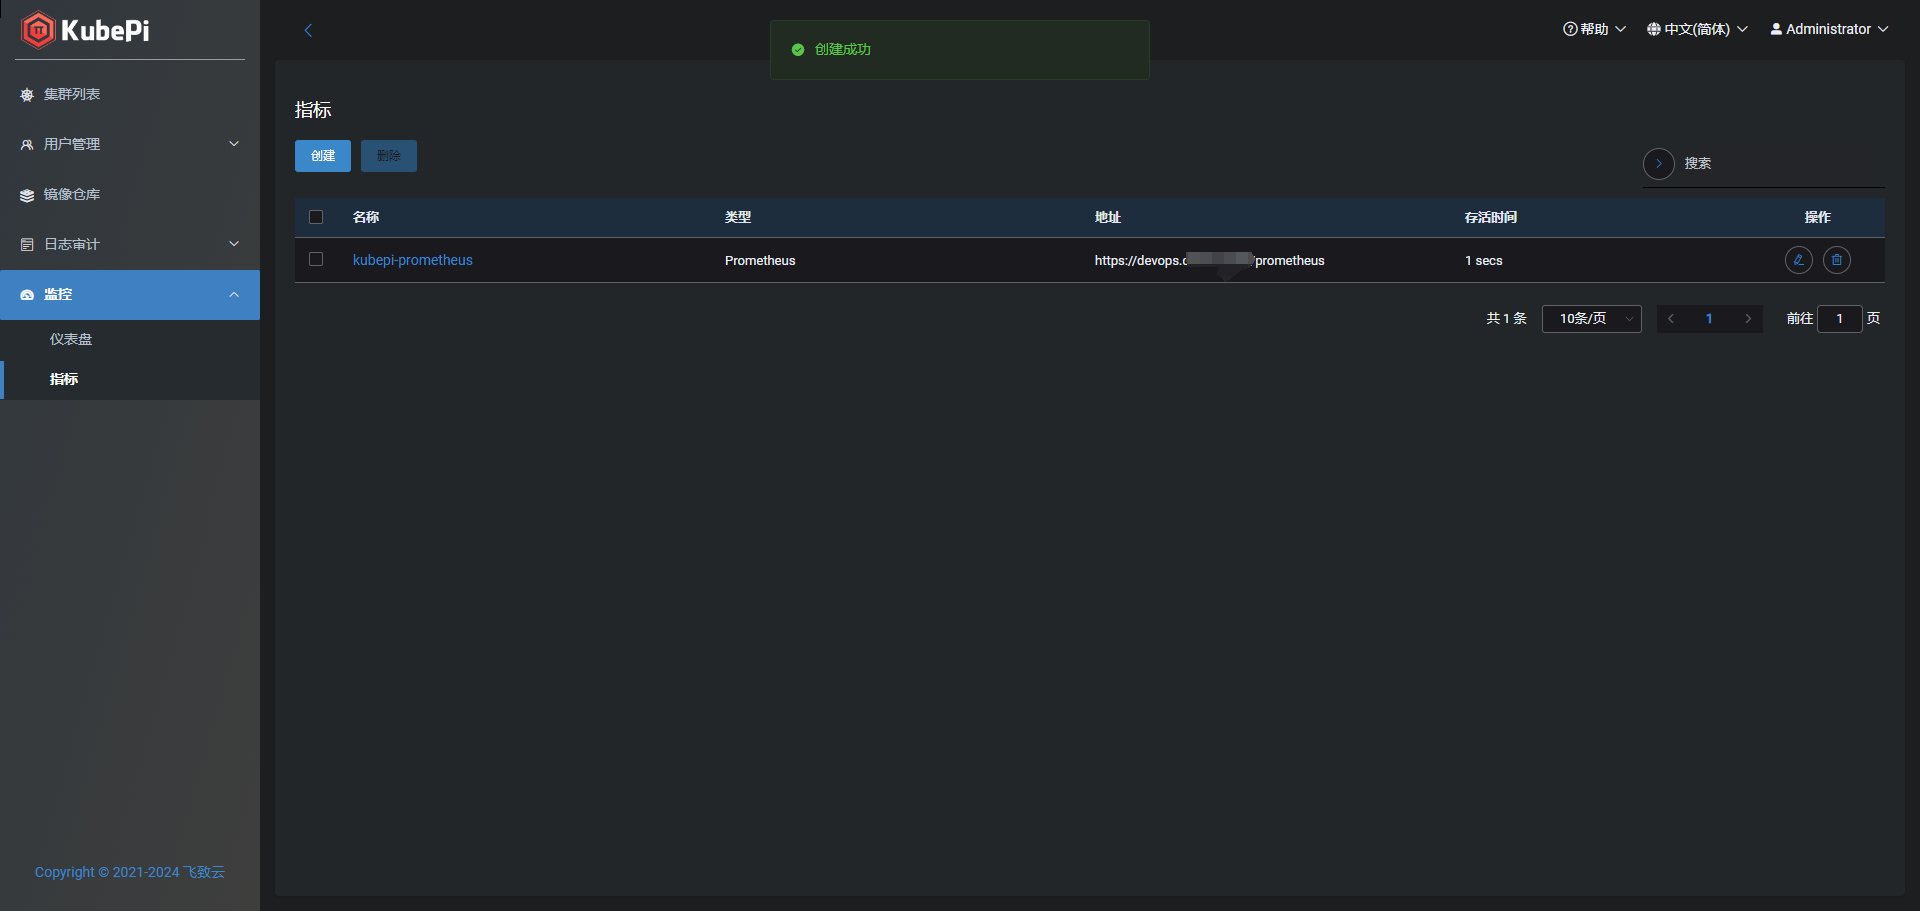 KubePi
集群列表
用户管理
镜像仓库
日志审计
监控
仪表盘
指标
Copyright © 2021-2024 飞致云
创建成功
帮助
中文(简体)
Administrator
指标
创建
删除
搜索
名称 类型 地址 存活时间 操作
kubepi-prometheus Prometheus https://devops. /prometheus 1 secs
共 1 条 10条/页 1 前往 1 页